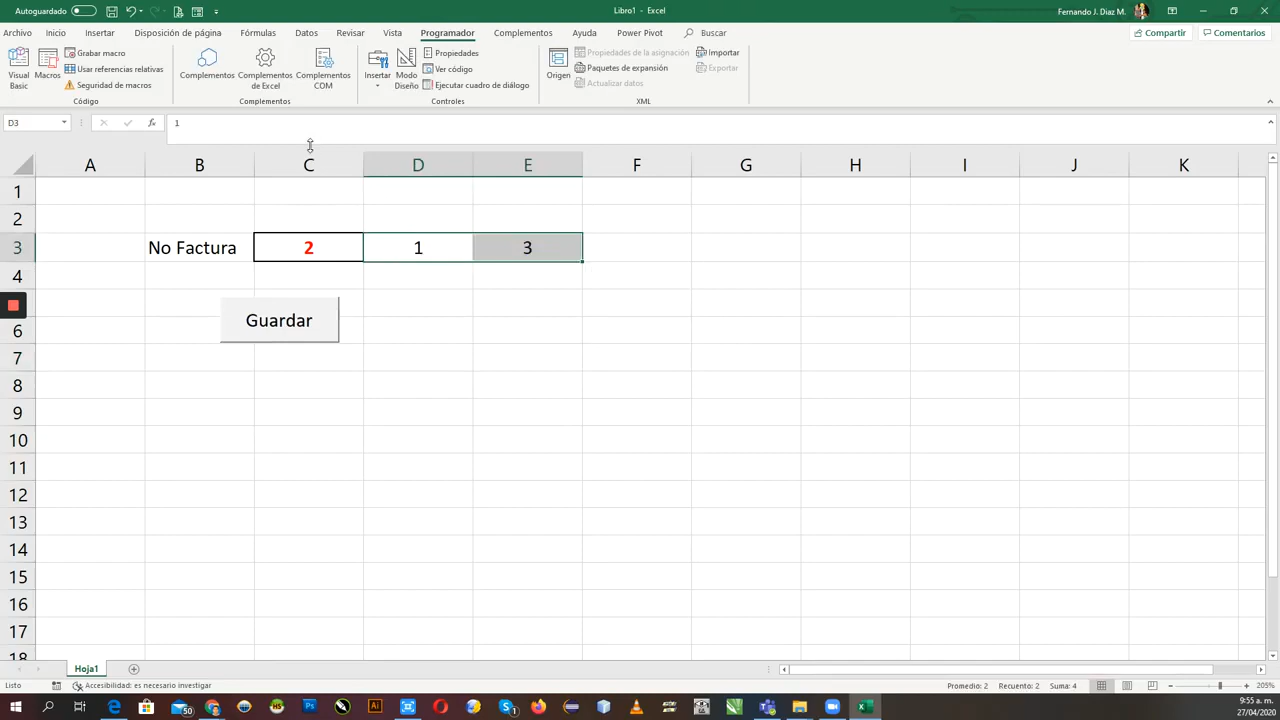 Autoguardado
Libro1 - Excel
Fernando J. Diaz M.
Archivo Inicio Insertar Disposición de página Fórmulas Datos Revisar Vista Programador Complementos Ayuda Power Pivot Buscar Compartir Comentarios
Visual Basic
Macros
Grabar macro
Usar referencias relativas
Seguridad de macros
Código
Complementos
Complementos de Excel
Complementos COM
Complementos
Insertar
Modo Diseño
Propiedades
Ver código
Ejecutar cuadro de diálogo
Controles
Origen
Propiedades de la asignación
Paquetes de expansión
Actualizar datos
Importar
Exportar
XML
D3 fx 1
A B C D E F G H I J K
1
2
3 No Factura 2 1 3
4
Guardar
6
7
8
9
10
11
12
13
14
15
16
17
18
Hoja1
Listo Accesibilidad: es necesario investigar Promedio: 2 Recuento: 2 Suma: 4 205%
9:55 a. m.
27/04/2020